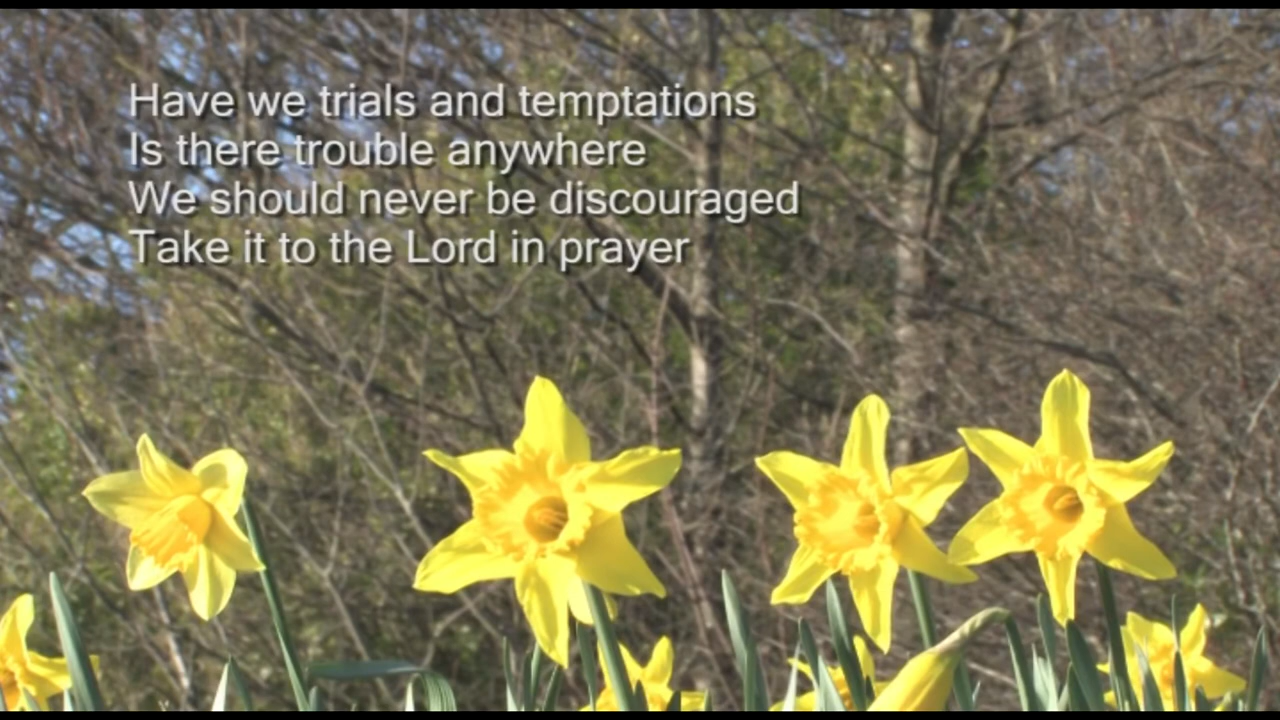 Have we trials and temptations
Is there trouble anywhere
We should never be discouraged
Take it to the Lord in prayer